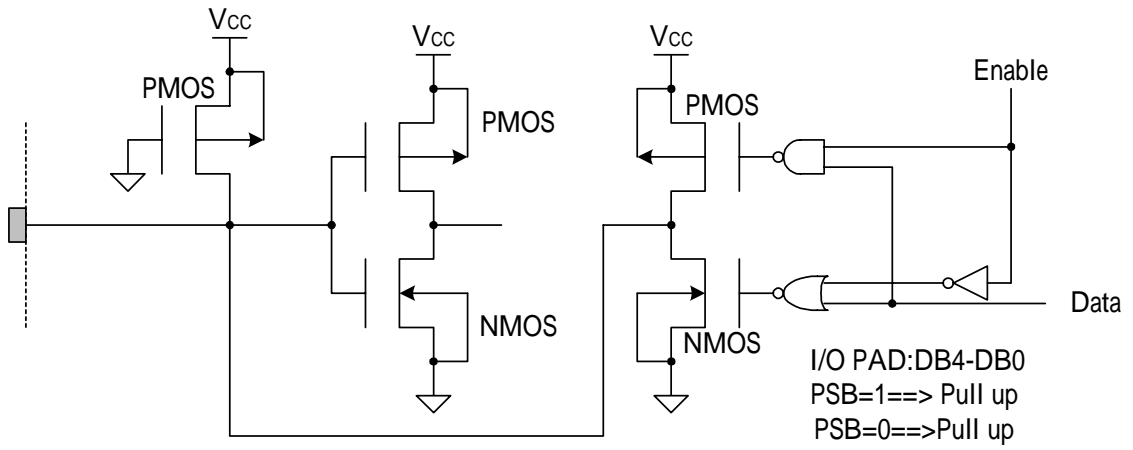 Vcc
Vcc
Vcc
Enable
PMOS
PMOS
PMOS
Data
NMOS
NMOS
I/O PAD:DB4-DB0
PSB=1==> Pull up
PSB=0==>Pull up